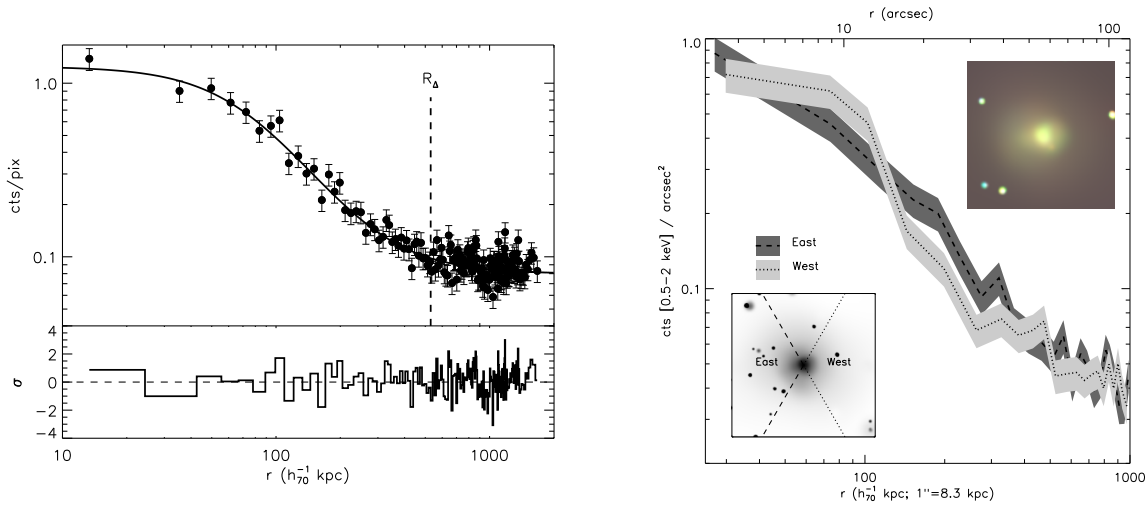 1.0
0.1
cts/pix
R_Δ
4
2
0
−2
−4
σ
10
100
1000
r (h_70^-1 kpc)
r (arcsec)
10
100
1.0
0.1
cts [0.5−2 keV] / arcsec²
East
West
East
West
100
1000
r (h_70^-1 kpc; 1"=8.3 kpc)